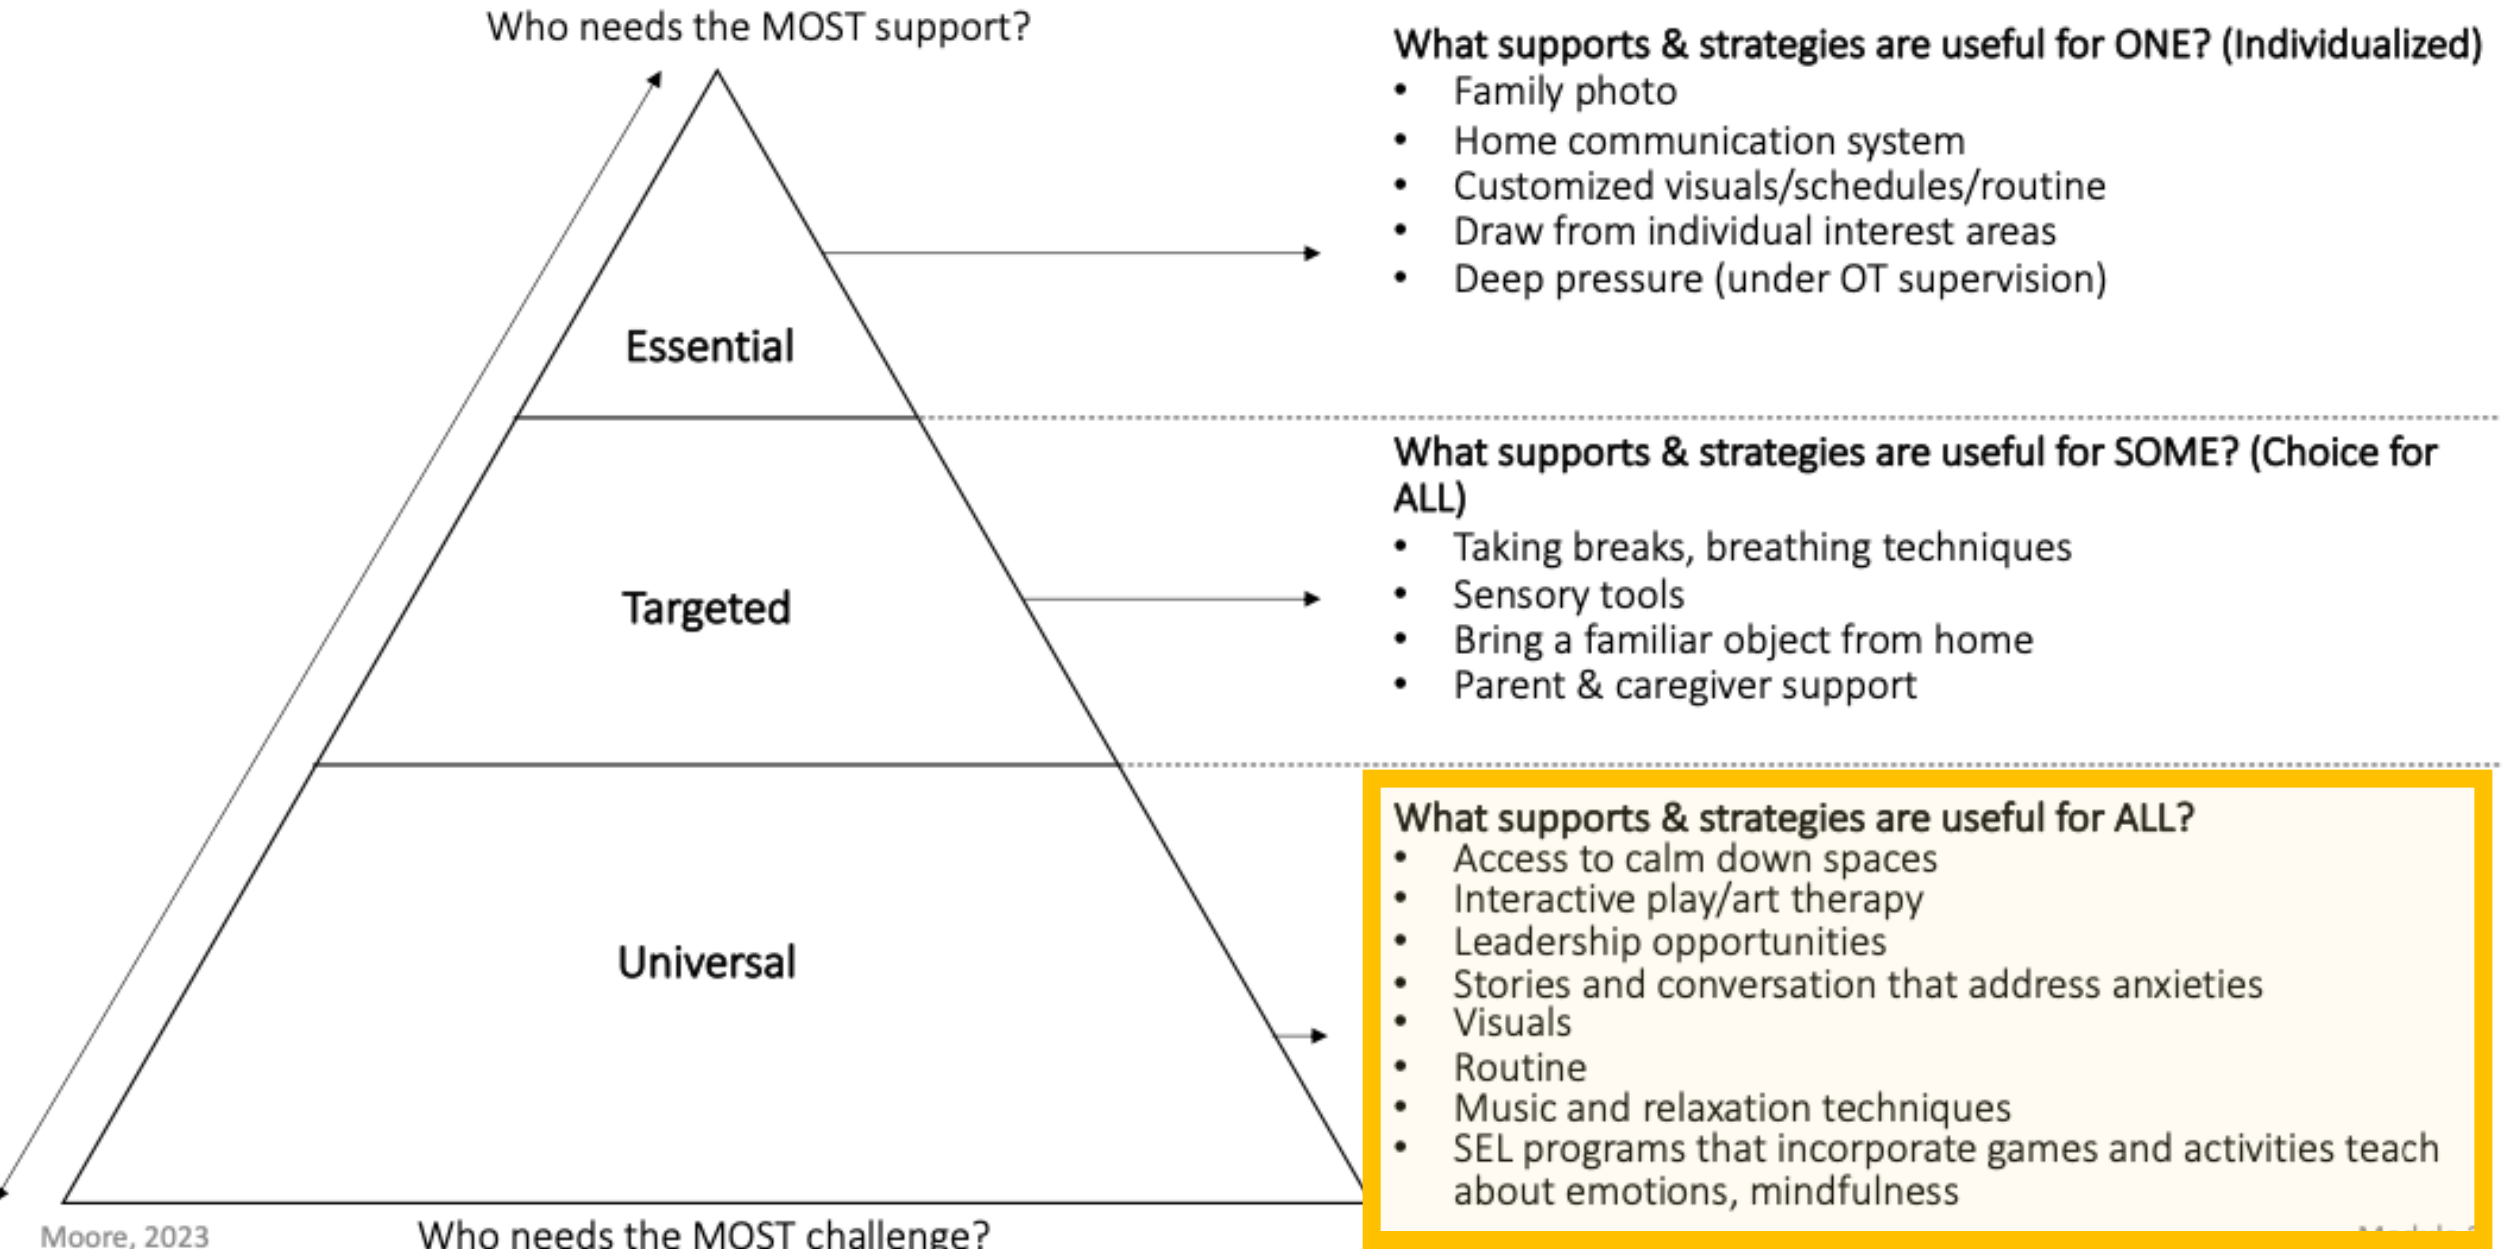 Who needs the MOST support?
What supports & strategies are useful for ONE? (Individualized)
• Family photo
• Home communication system
• Customized visuals/schedules/routine
• Draw from individual interest areas
• Deep pressure (under OT supervision)
Essential
What supports & strategies are useful for SOME? (Choice for
ALL)
• Taking breaks, breathing techniques
• Sensory tools
• Bring a familiar object from home
• Parent & caregiver support
Targeted
What supports & strategies are useful for ALL?
• Access to calm down spaces
• Interactive play/art therapy
• Leadership opportunities
• Stories and conversation that address anxieties
• Visuals
• Routine
• Music and relaxation techniques
• SEL programs that incorporate games and activities teach
about emotions, mindfulness
Universal
Moore, 2023
Who needs the MOST challenge?